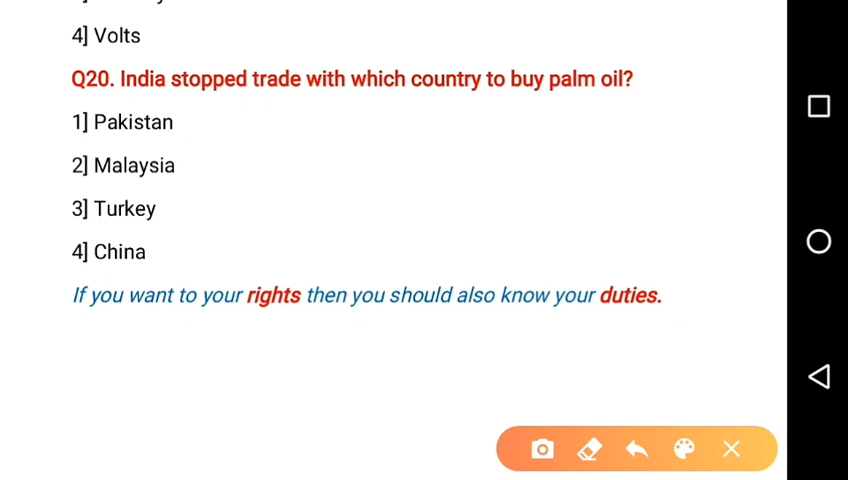 4] Volts
Q20. India stopped trade with which country to buy palm oil?
1] Pakistan
2] Malaysia
3] Turkey
4] China
If you want to your rights then you should also know your duties.